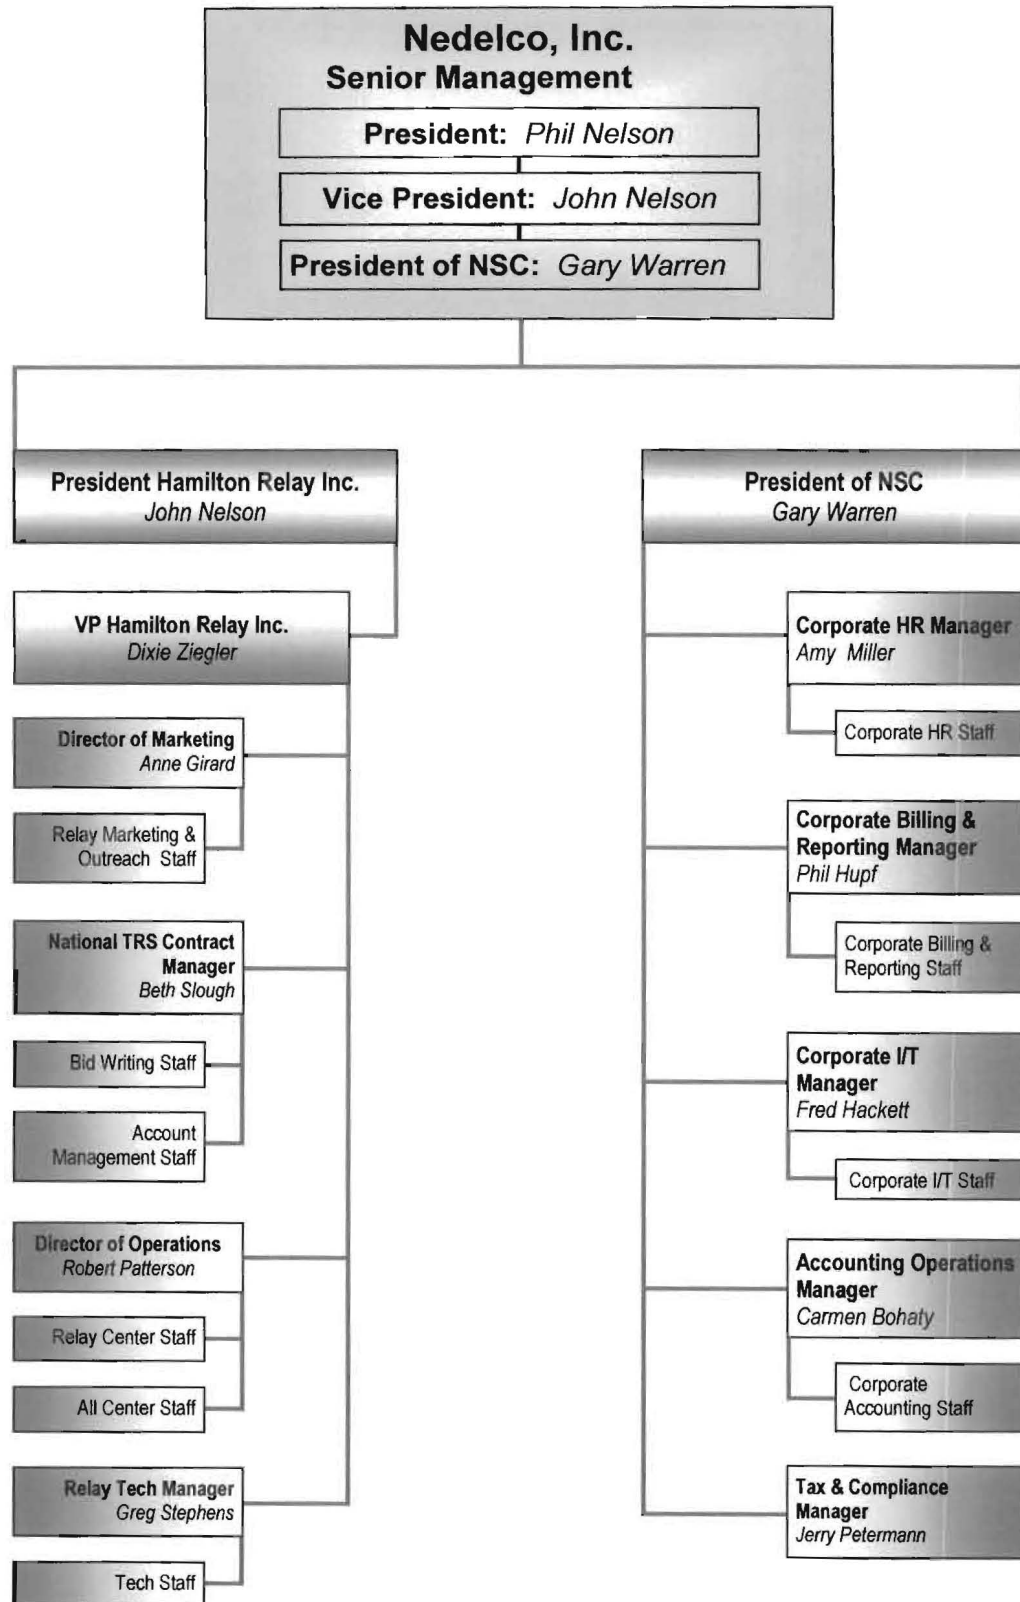 Nedelco, Inc.
Senior Management
President: Phil Nelson
Vice President: John Nelson
President of NSC: Gary Warren
President Hamilton Relay Inc.
John Nelson
VP Hamilton Relay Inc.
Dixie Ziegler
Director of Marketing
Anne Girard
Relay Marketing &
Outreach Staff
National TRS Contract
Manager
Beth Slough
Bid Writing Staff
Account
Management Staff
Director of Operations
Robert Patterson
Relay Center Staff
All Center Staff
Relay Tech Manager
Greg Stephens
Tech Staff
President of NSC
Gary Warren
Corporate HR Manager
Amy Miller
Corporate HR Staff
Corporate Billing &
Reporting Manager
Phil Hupf
Corporate Billing &
Reporting Staff
Corporate I/T
Manager
Fred Hackett
Corporate I/T Staff
Accounting Operations
Manager
Carmen Bohaty
Corporate
Accounting Staff
Tax & Compliance
Manager
Jerry Petermann